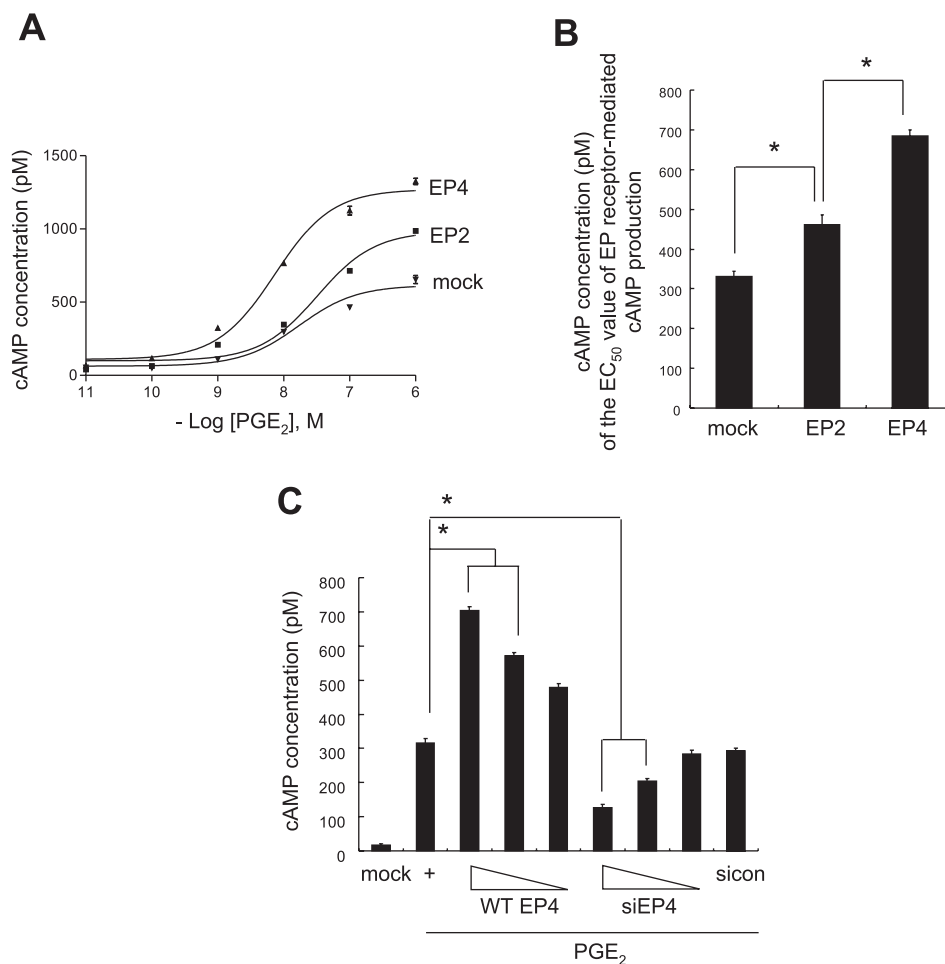 A
cAMP concentration (pM)
1500
1000
500
0
11 10 9 8 7 6
- Log [PGE2], M
EP4
EP2
mock
B
cAMP concentration (pM)
of the EC50 value of EP receptor-mediated
cAMP production
800
700
600
500
400
300
200
100
0
* *
mock EP2 EP4
C
*
*
cAMP concentration (pM)
800
700
600
500
400
300
200
100
0
mock + sicon
WT EP4 siEP4
PGE2